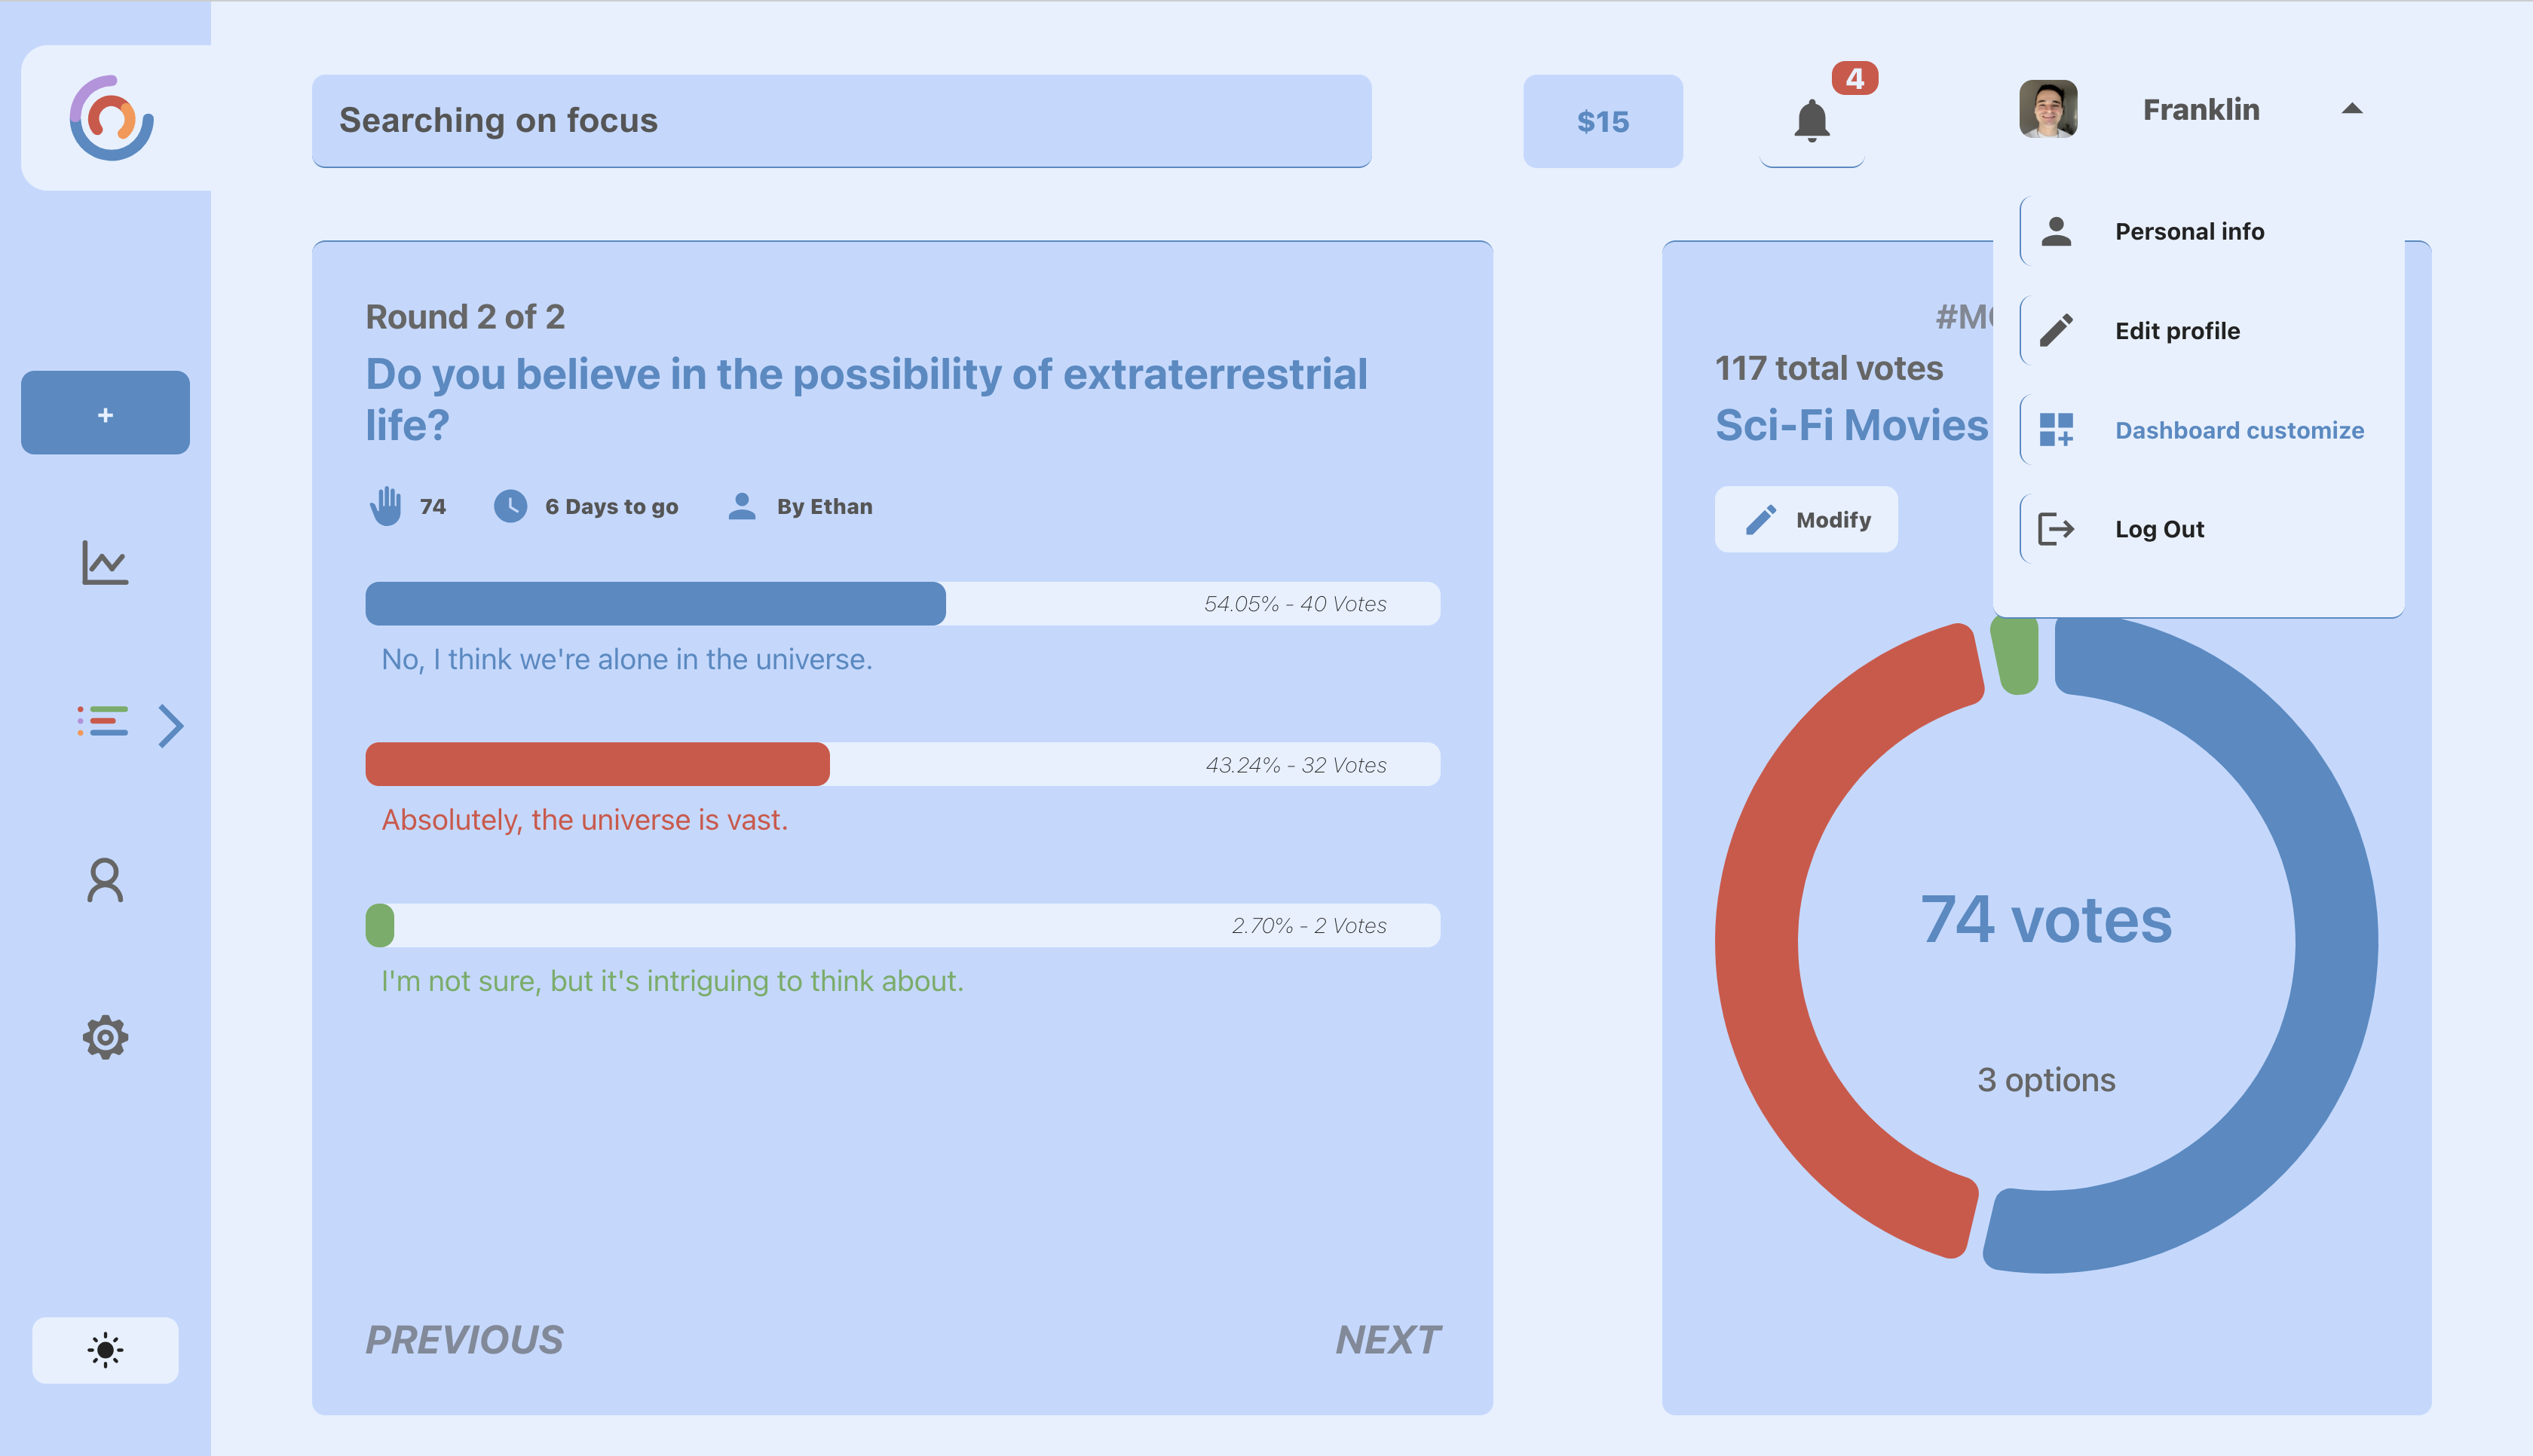 Searching on focus
$15
4
Franklin
Personal info
Edit profile
Dashboard customize
Log Out
+
Round 2 of 2
Do you believe in the possibility of extraterrestrial
life?
74
6 Days to go
By Ethan
54.05% - 40 Votes
No, I think we're alone in the universe.
43.24% - 32 Votes
Absolutely, the universe is vast.
2.70% - 2 Votes
I'm not sure, but it's intriguing to think about.
PREVIOUS
NEXT
117 total votes
Sci-Fi Movies
Modify
74 votes
3 options